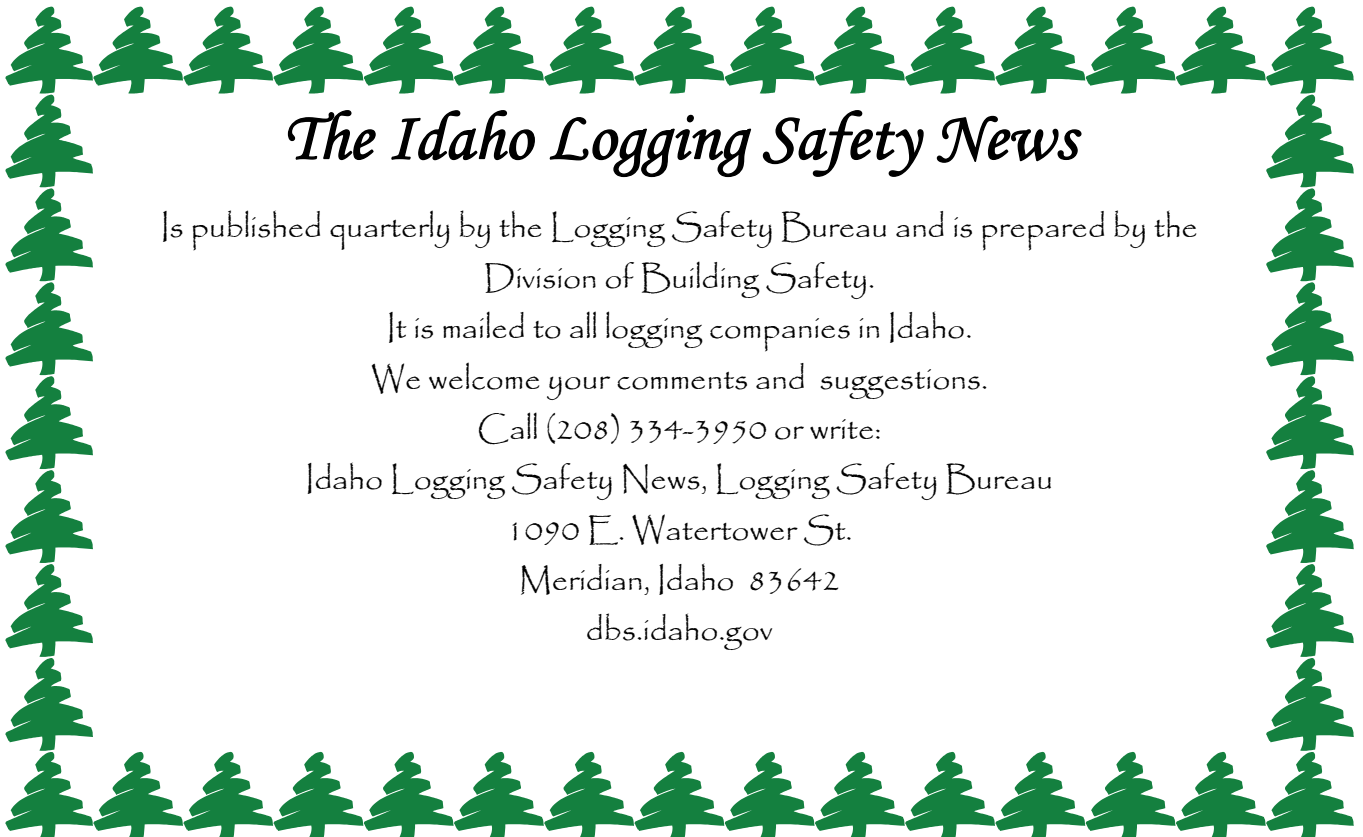 The Idaho Logging Safety News
Is published quarterly by the Logging Safety Bureau and is prepared by the
Division of Building Safety.
It is mailed to all logging companies in Idaho.
We welcome your comments and  suggestions.
Call (208) 334-3950 or write:
Idaho Logging Safety News, Logging Safety Bureau
1090 E. Watertower St.
Meridian, Idaho  83642
dbs.idaho.gov